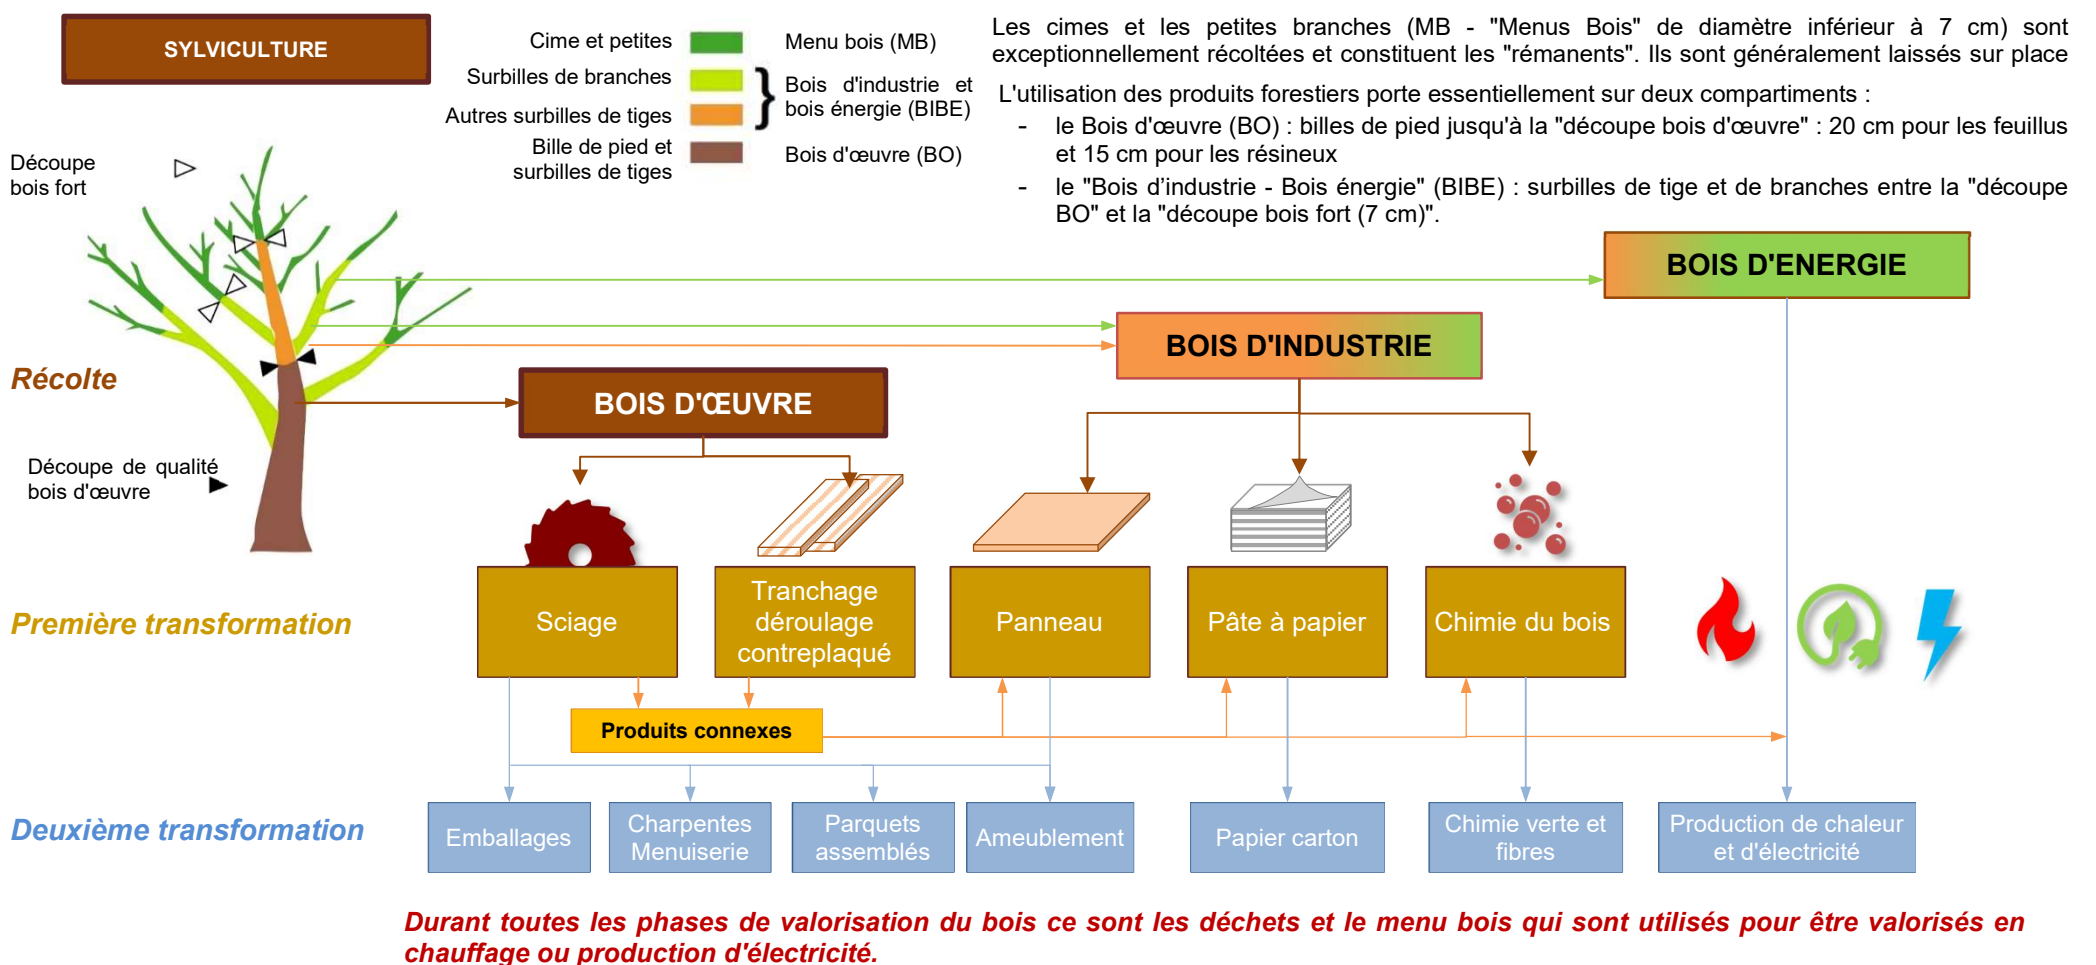 SYLVICULTURE
Cime et petites
Menu bois (MB)
Surbilles de branches
Autres surbilles de tiges
Bois d'industrie et
bois énergie (BIBE)
Bille de pied et
surbilles de tiges
Bois d'œuvre (BO)
Les cimes et les petites branches (MB - "Menus Bois" de diamètre inférieur à 7 cm) sont
exceptionnellement récoltées et constituent les "rémanents". Ils sont généralement laissés sur place
L'utilisation des produits forestiers porte essentiellement sur deux compartiments :
- le Bois d'œuvre (BO) : billes de pied jusqu'à la "découpe bois d'œuvre" : 20 cm pour les feuillus
et 15 cm pour les résineux
- le "Bois d’industrie - Bois énergie" (BIBE) : surbilles de tige et de branches entre la "découpe
BO" et la "découpe bois fort (7 cm)".
Découpe
bois fort
BOIS D'ENERGIE
BOIS D'INDUSTRIE
Récolte
BOIS D'ŒUVRE
Découpe de qualité
bois d'œuvre
Première transformation
Sciage
Tranchage
déroulage
contreplaqué
Panneau
Pâte à papier
Chimie du bois
Produits connexes
Deuxième transformation
Emballages
Charpentes
Menuiserie
Parquets
assemblés
Ameublement
Papier carton
Chimie verte et
fibres
Production de chaleur
et d'électricité
Durant toutes les phases de valorisation du bois ce sont les déchets et le menu bois qui sont utilisés pour être valorisés en
chauffage ou production d'électricité.